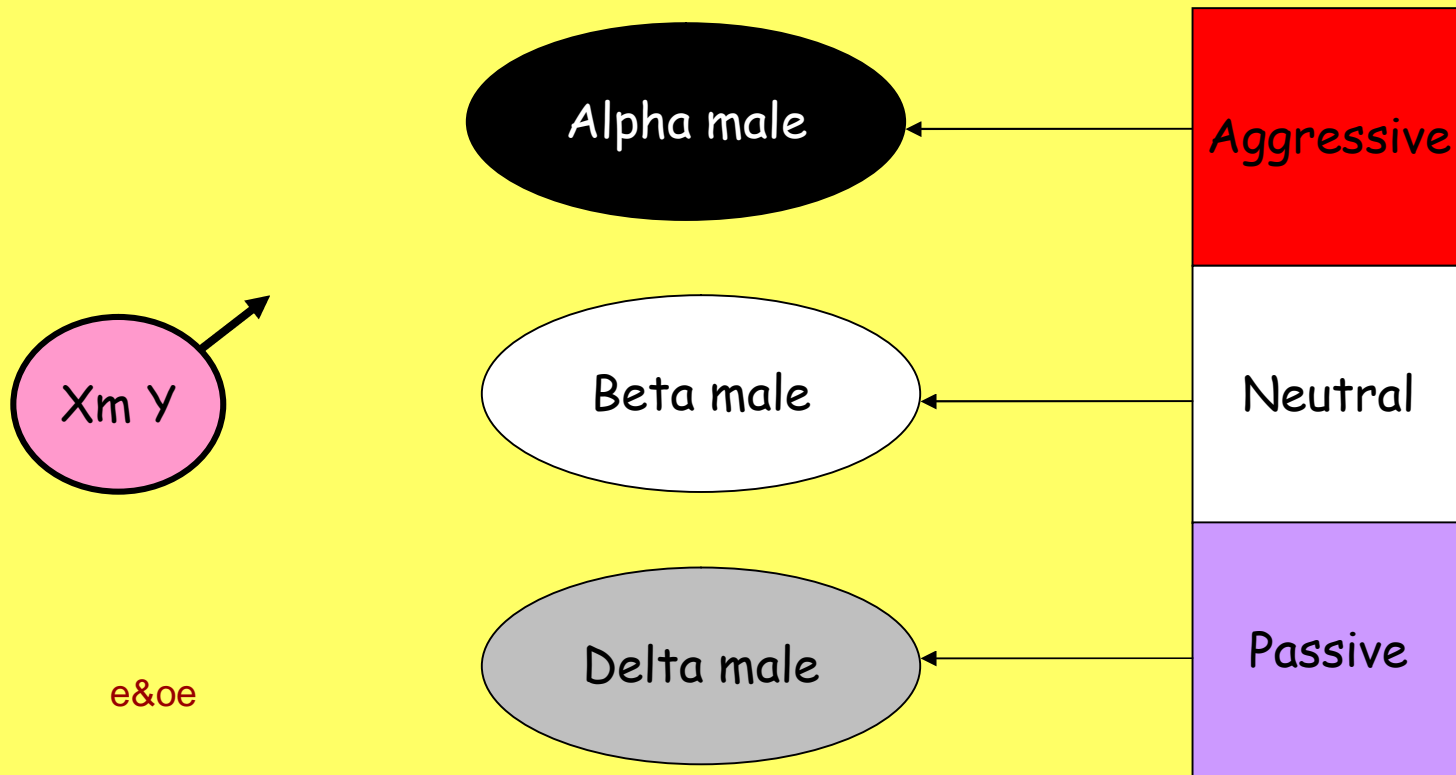 Alpha male
Aggressive
Xm Y
Beta male
Neutral
Delta male
Passive
e&oe